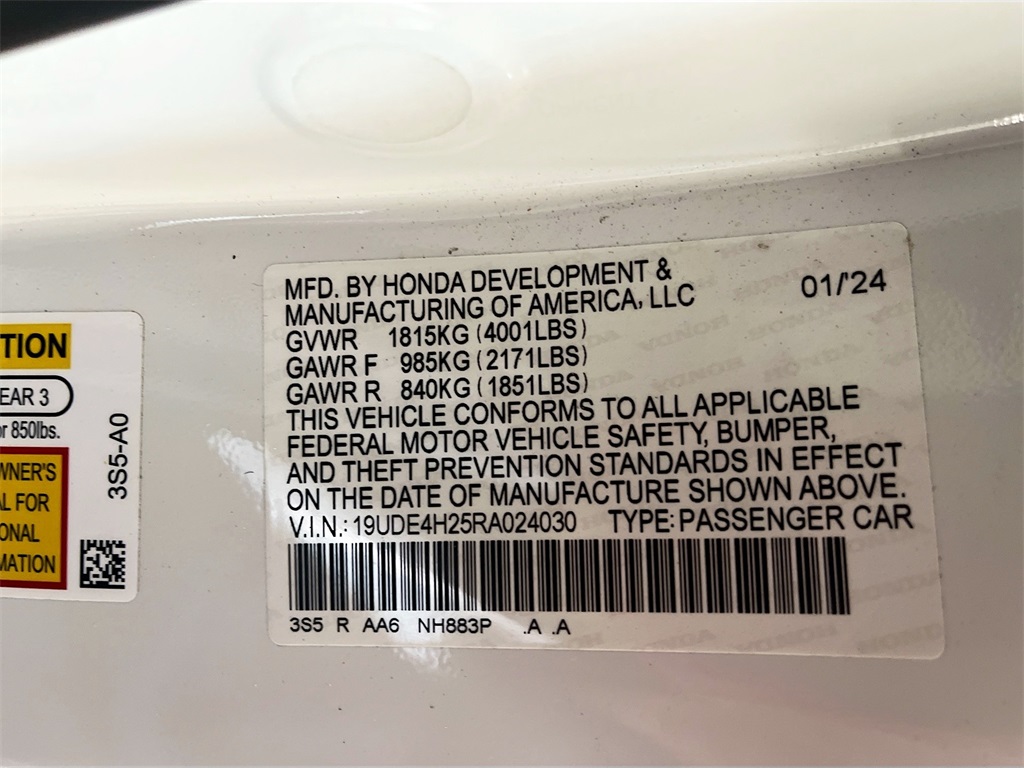 TION
EAR 3
or 850lbs.
WNER'S
AL FOR
ONAL
MATION
3S5-A0
MFD. BY HONDA DEVELOPMENT &
MANUFACTURING OF AMERICA, LLC
01/'24
GVWR 1815KG (4001LBS)
GAWR F 985KG (2171LBS)
GAWR R 840KG (1851LBS)
THIS VEHICLE CONFORMS TO ALL APPLICABLE
FEDERAL MOTOR VEHICLE SAFETY, BUMPER,
AND THEFT PREVENTION STANDARDS IN EFFECT
ON THE DATE OF MANUFACTURE SHOWN ABOVE.
V.I.N.: 19UDE4H25RA024030 TYPE: PASSENGER CAR
3S5 R AA6 NH883P .A .A